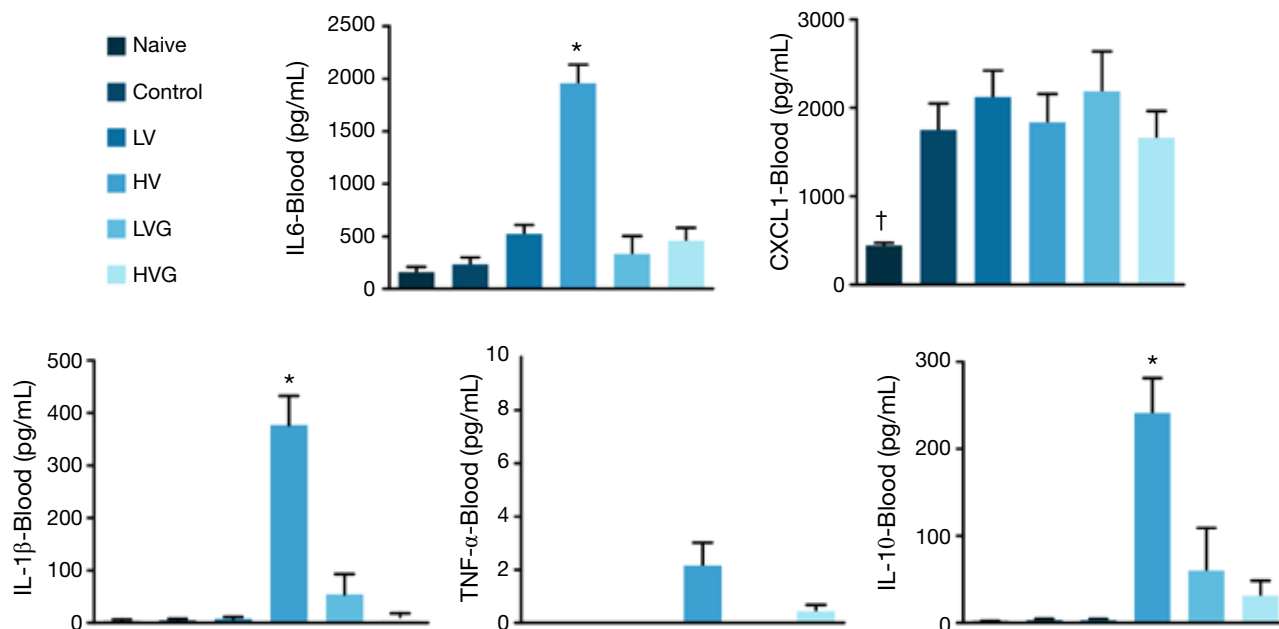 Naive
Control
LV
HV
LVG
HVG
IL6-Blood (pg/mL)
2500
2000
1500
1000
500
0
*
CXCL1-Blood (pg/mL)
3000
2000
1000
0
†
IL-1β-Blood (pg/mL)
500
400
300
200
100
0
*
TNF-α-Blood (pg/mL)
10
8
6
4
2
0
IL-10-Blood (pg/mL)
300
200
100
0
*